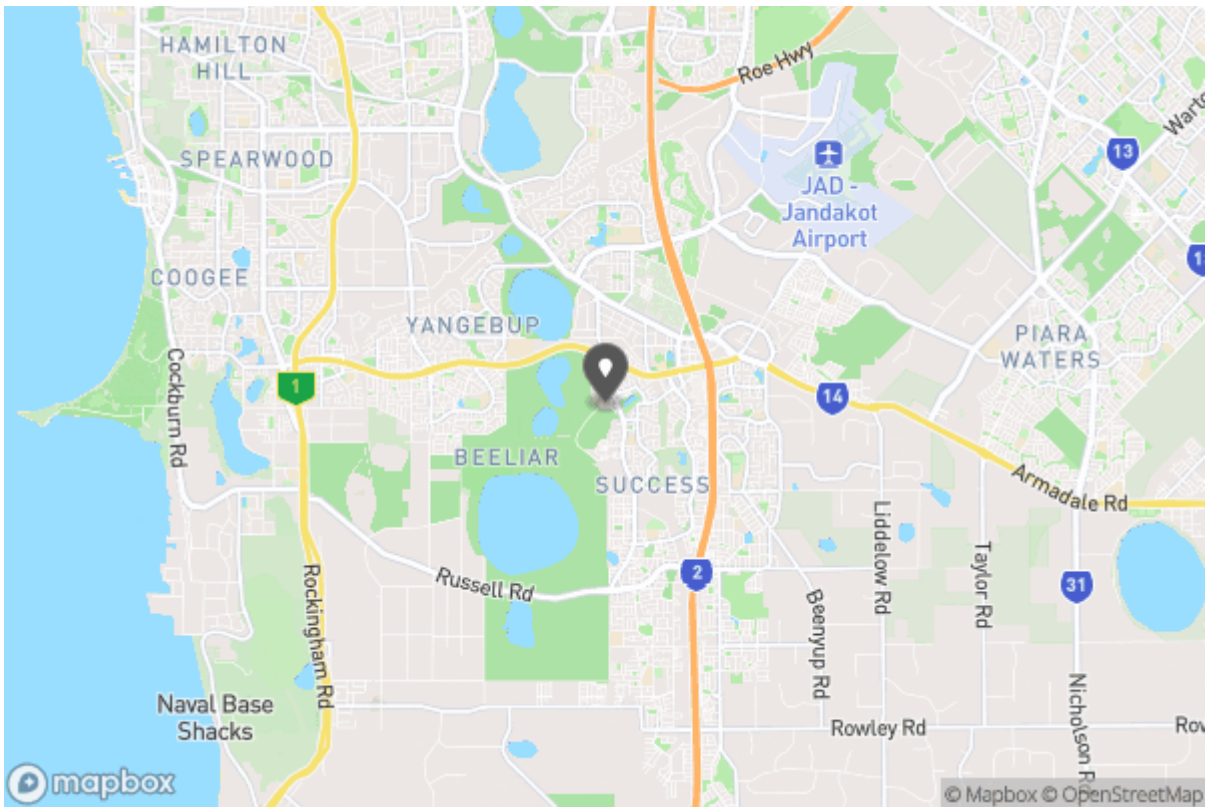 HAMILTON
HILL
Roe Hwy
13
SPEARWOOD
JAD -
Jandakot
Airport
COOGEE
YANGEBUP
PIARA
WATERS
Cockburn Rd
1
14
BEELIAR
SUCCESS
Armadale Rd
Liddelow Rd
Taylor Rd
2
31
Russell Rd
Rockingham Rd
Beenyup Rd
Naval Base
Shacks
Nicholson Rd
Rowley Rd
mapbox
© Mapbox © OpenStreetMap